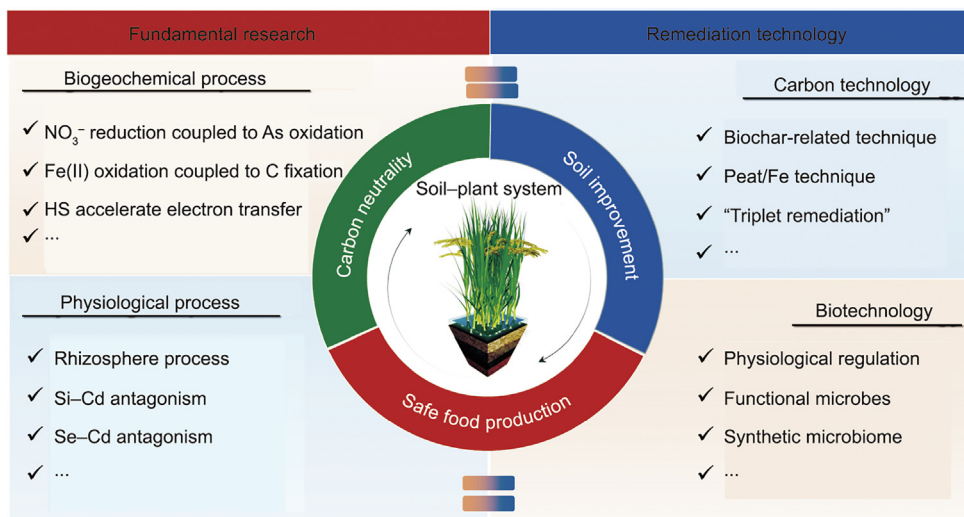 Fundamental research
Remediation technology
Biogeochemical process
✓ NO₃⁻ reduction coupled to As oxidation
✓ Fe(II) oxidation coupled to C fixation
✓ HS accelerate electron transfer
✓ ...
Physiological process
✓ Rhizosphere process
✓ Si–Cd antagonism
✓ Se–Cd antagonism
✓ ...
Carbon neutrality
Soil improvement
Safe food production
Soil–plant system
Carbon technology
✓ Biochar-related technique
✓ Peat/Fe technique
✓ “Triplet remediation”
✓ ...
Biotechnology
✓ Physiological regulation
✓ Functional microbes
✓ Synthetic microbiome
✓ ...